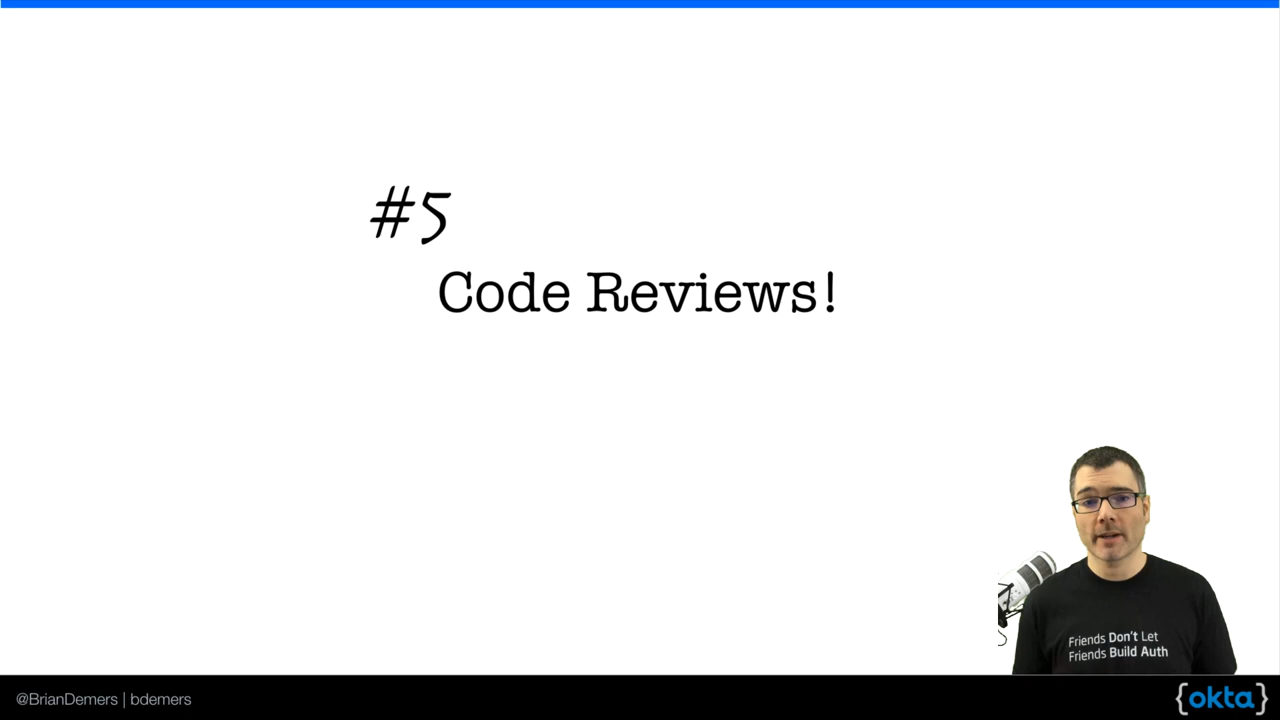 #5
Code Reviews!
Friends Don't Let
Friends Build Auth
@BrianDemers | bdemers
{okta}